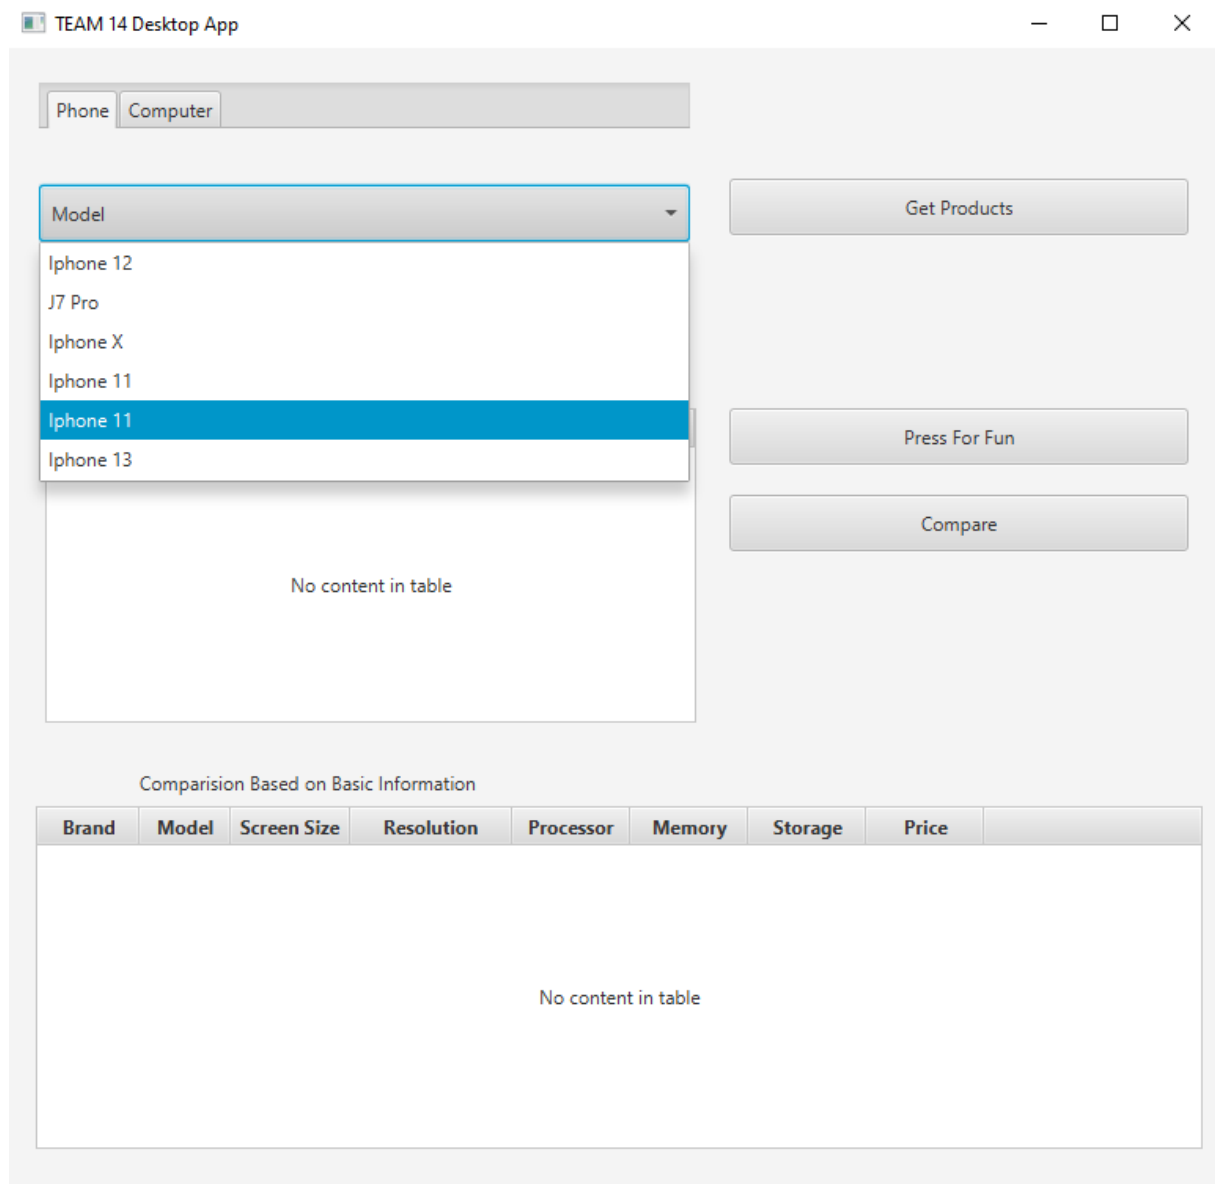 TEAM 14 Desktop App
Phone Computer
Model
Get Products
Iphone 12
J7 Pro
Iphone X
Iphone 11
Iphone 11
Iphone 13
Press For Fun
Compare
No content in table
Comparision Based on Basic Information
Brand Model Screen Size Resolution Processor Memory Storage Price
No content in table